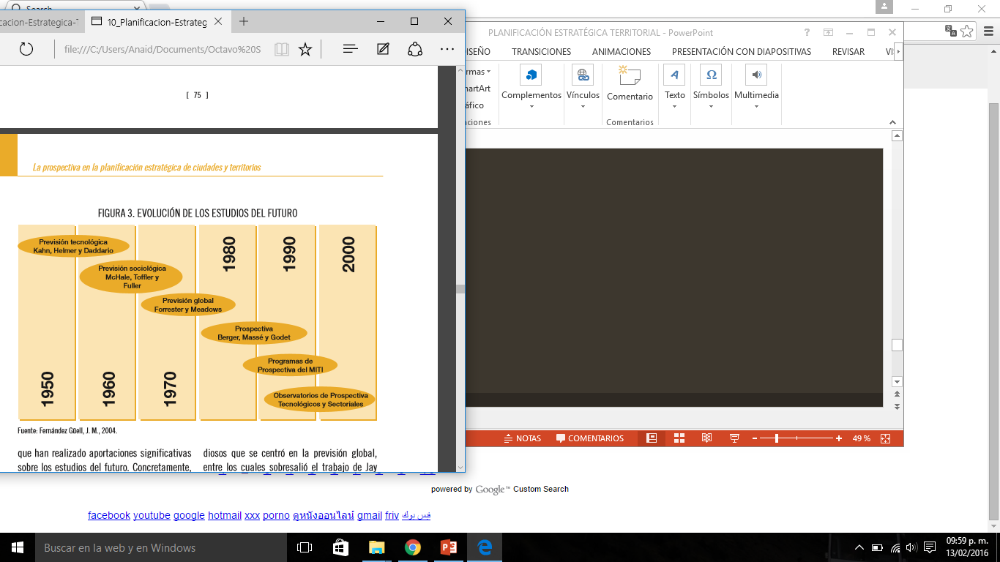 Search
cacion-Estrategica-T
10_Planificacion-Estrateg
file:///C:/Users/Anaid/Documents/Octavo%20S
[ 75 ]
La prospectiva en la planificación estratégica de ciudades y territorios
FIGURA 3. EVOLUCIÓN DE LOS ESTUDIOS DEL FUTURO
Previsión tecnológica
Kahn, Helmer y Daddario
Previsión sociológica
McHale, Toffler y
Fuller
Previsión global
Forrester y Meadows
Prospectiva
Berger, Massé y Godet
Programas de
Prospectiva del MITI
Observatorios de Prospectiva
Tecnológicos y Sectoriales
1950
1960
1970
1980
1990
2000
Fuente: Fernández Güell, J. M., 2004.
que han realizado aportaciones significativas
sobre los estudios del futuro. Concretamente,
diosos que se centró en la previsión global,
entre los cuales sobresalió el trabajo de Jay
PLANIFICACIÓN ESTRATÉGICA TERRITORIAL - PowerPoint
ISEÑO TRANSICIONES ANIMACIONES PRESENTACIÓN CON DIAPOSITIVAS REVISAR VI
rmas
martArt
áfico
ciones
Complementos
Vínculos
Comentario
Comentarios
Texto
Símbolos
Multimedia
NOTAS COMENTARIOS 49 %
powered by Google™ Custom Search
facebook youtube google hotmail xxx porno ดูหนังออนไลน์ gmail friv فيس بوك
Buscar en la web y en Windows
09:59 p. m.
13/02/2016